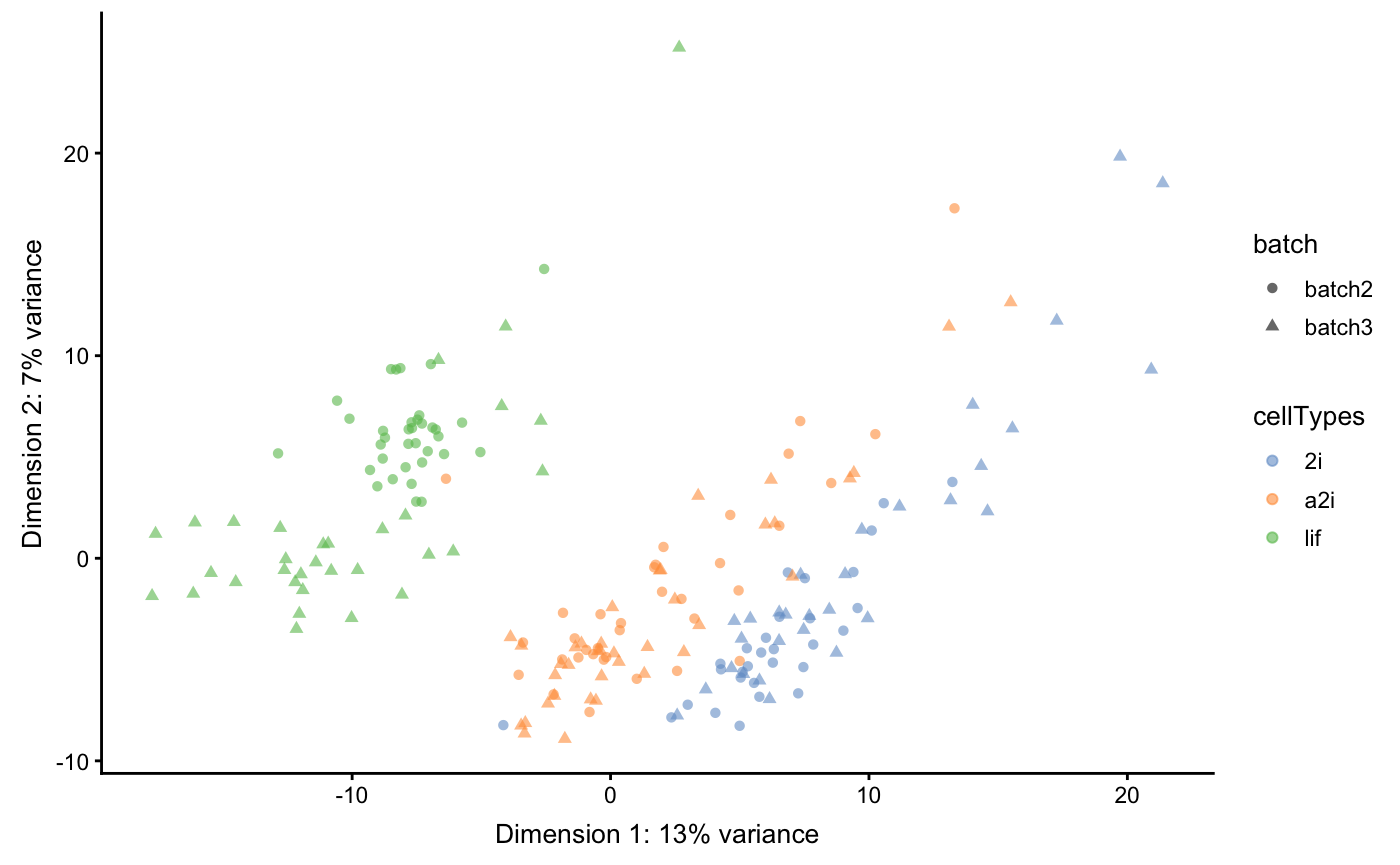 20
10
0
-10
-10
0
10
20
Dimension 2: 7% variance
Dimension 1: 13% variance
batch
batch2
batch3
cellTypes
2i
a2i
lif